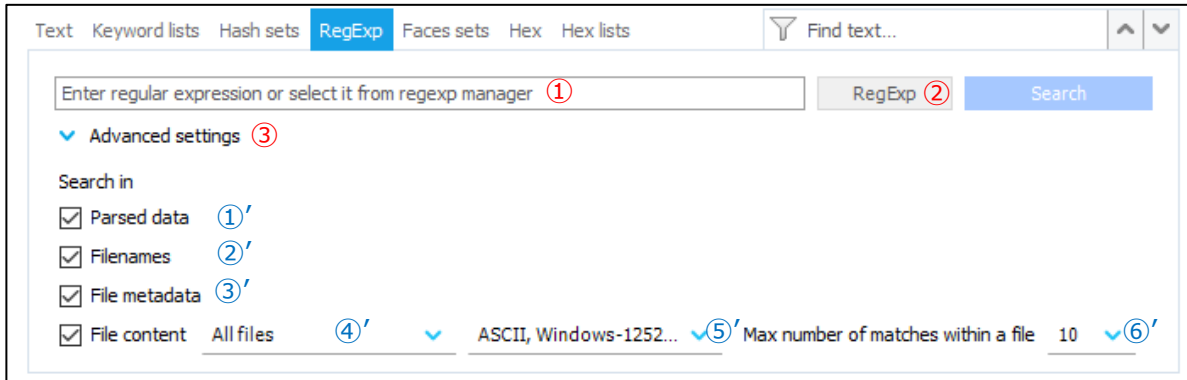 Text Keyword lists Hash sets RegExp Faces sets Hex Hex lists Find text...
Enter regular expression or select it from regexp manager ① RegExp ② Search
Advanced settings ③
Search in
Parsed data ①′
Filenames ②′
File metadata ③′
File content All files ④′ ASCII, Windows-1252... ⑤′ Max number of matches within a file 10 ⑥′